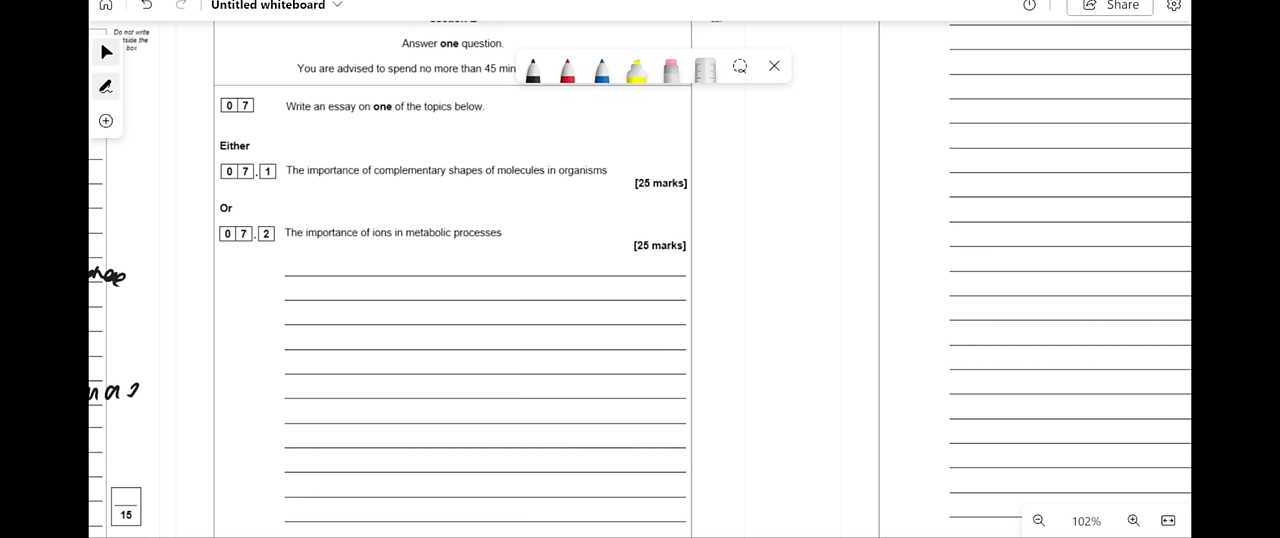 Untitled whiteboard
Share
Do not write
box
Answer one question.
You are advised to spend no more than 45 min
0 7 Write an essay on one of the topics below.
Either
0 7 . 1 The importance of complementary shapes of molecules in organisms
[25 marks]
Or
0 7 . 2 The importance of ions in metabolic processes
[25 marks]
15
102%